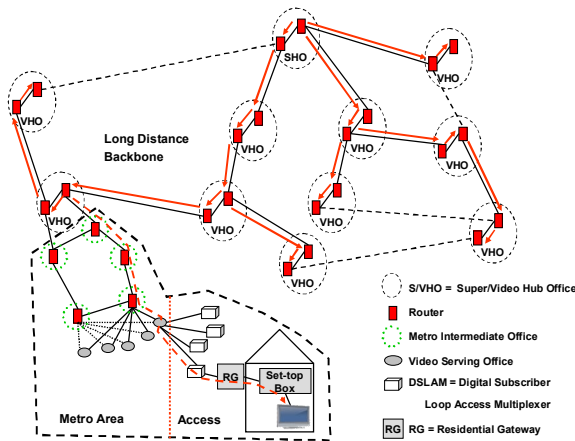 SHO
VHO
VHO
VHO
VHO
VHO
Long Distance
Backbone
VHO
VHO
VHO
VHO
VHO
S/VHO = Super/Video Hub Office
Router
Metro Intermediate Office
Video Serving Office
DSLAM = Digital Subscriber
Loop Access Multiplexer
RG
RG = Residential Gateway
RG
Set-top
Box
Metro Area
Access